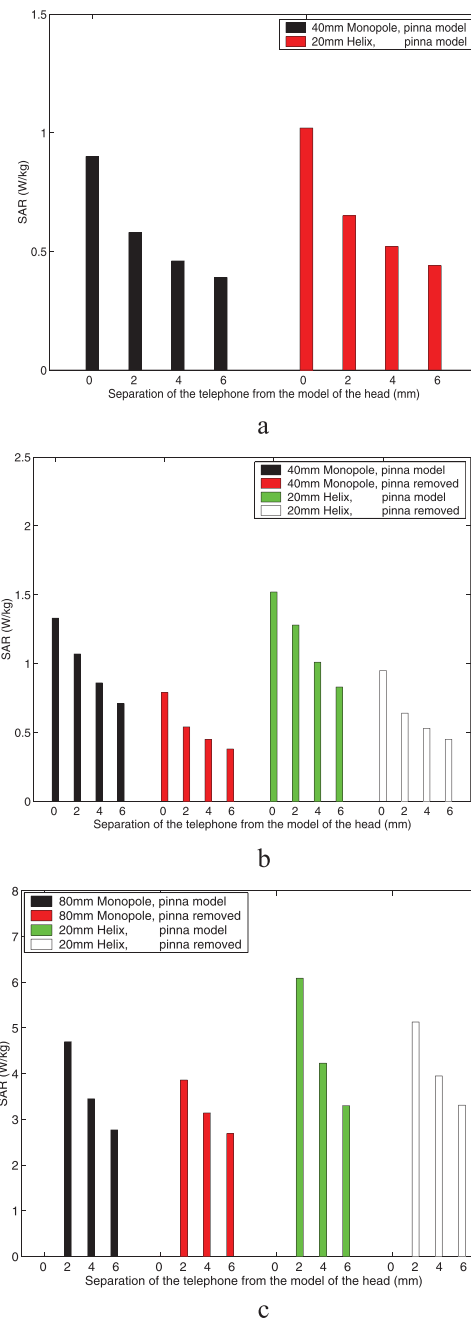 1.5
40mm Monopole, pinna model
20mm Helix, pinna model
1
SAR (W/kg)
0.5
0
0 2 4 6 0 2 4 6
Separation of the telephone from the model of the head (mm)
a
2.5
40mm Monopole, pinna model
40mm Monopole, pinna removed
20mm Helix, pinna model
20mm Helix, pinna removed
2
1.5
SAR (W/kg)
1
0.5
0
0 2 4 6 0 2 4 6 0 2 4 6 0 2 4 6
Separation of the telephone from the model of the head (mm)
b
8
80mm Monopole, pinna model
80mm Monopole, pinna removed
20mm Helix, pinna model
20mm Helix, pinna removed
7
6
5
4
SAR (W/kg)
3
2
1
0
0 2 4 6 0 2 4 6 0 2 4 6 0 2 4 6
Separation of the telephone from the model of the head (mm)
c